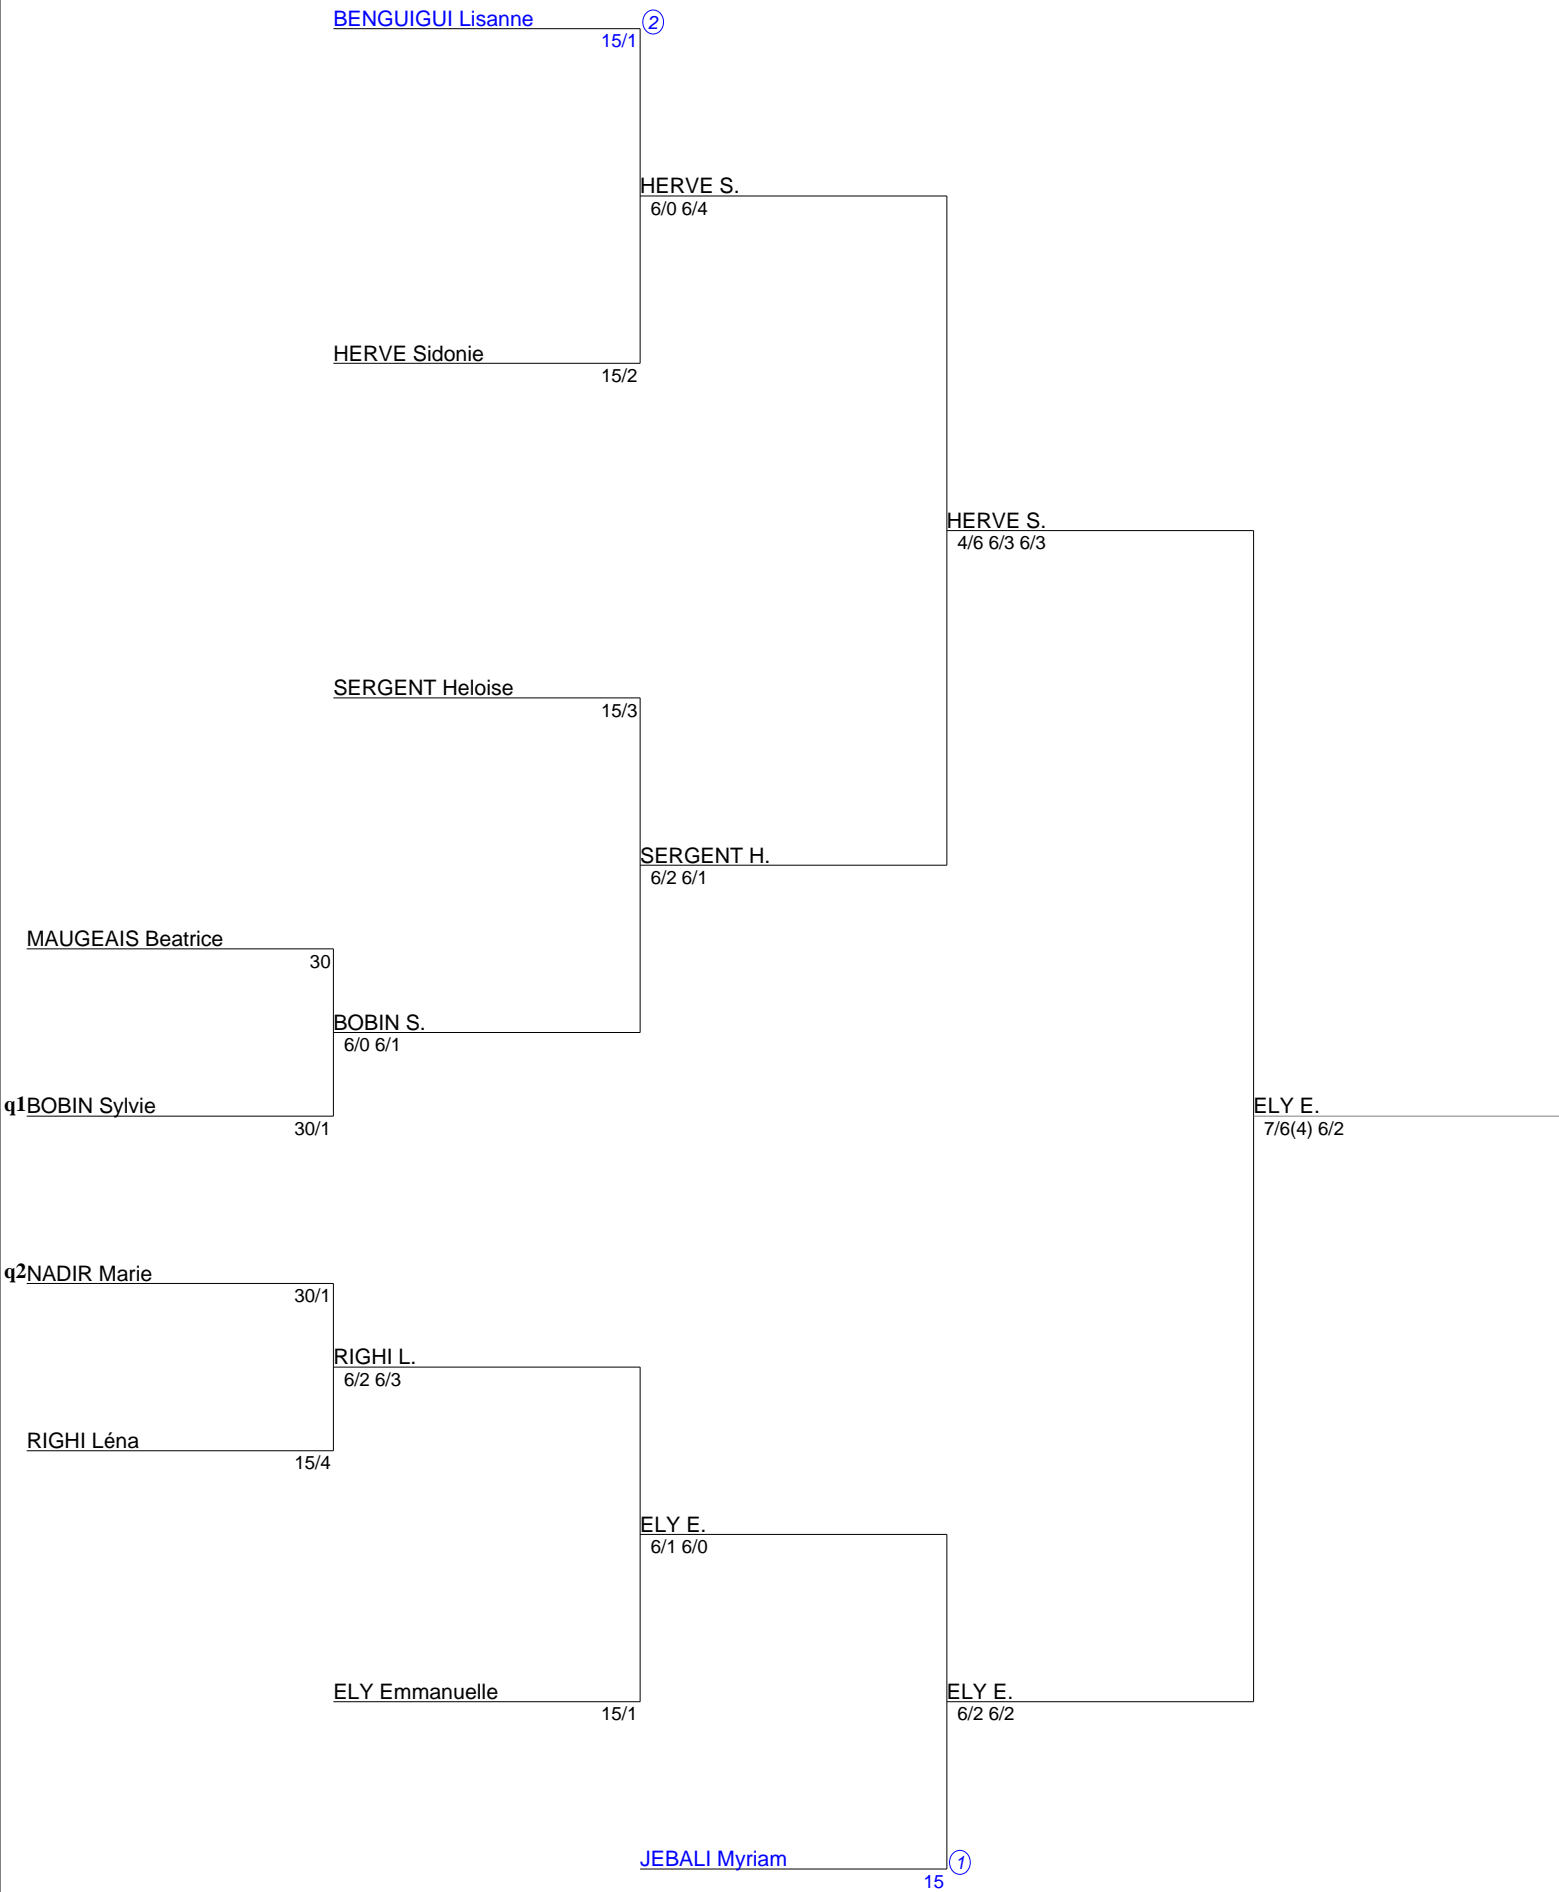 BENGUIGUI Lisanne 2
15/1
HERVE S.
6/0 6/4
HERVE Sidonie
15/2
HERVE S.
4/6 6/3 6/3
SERGENT Heloise
15/3
SERGENT H.
6/2 6/1
MAUGEAIS Beatrice
30
BOBIN S.
6/0 6/1
q1 BOBIN Sylvie
30/1
ELY E.
7/6(4) 6/2
q2 NADIR Marie
30/1
RIGHI L.
6/2 6/3
RIGHI Léna
15/4
ELY E.
6/1 6/0
ELY Emmanuelle
15/1
ELY E.
6/2 6/2
JEBALI Myriam 1
15